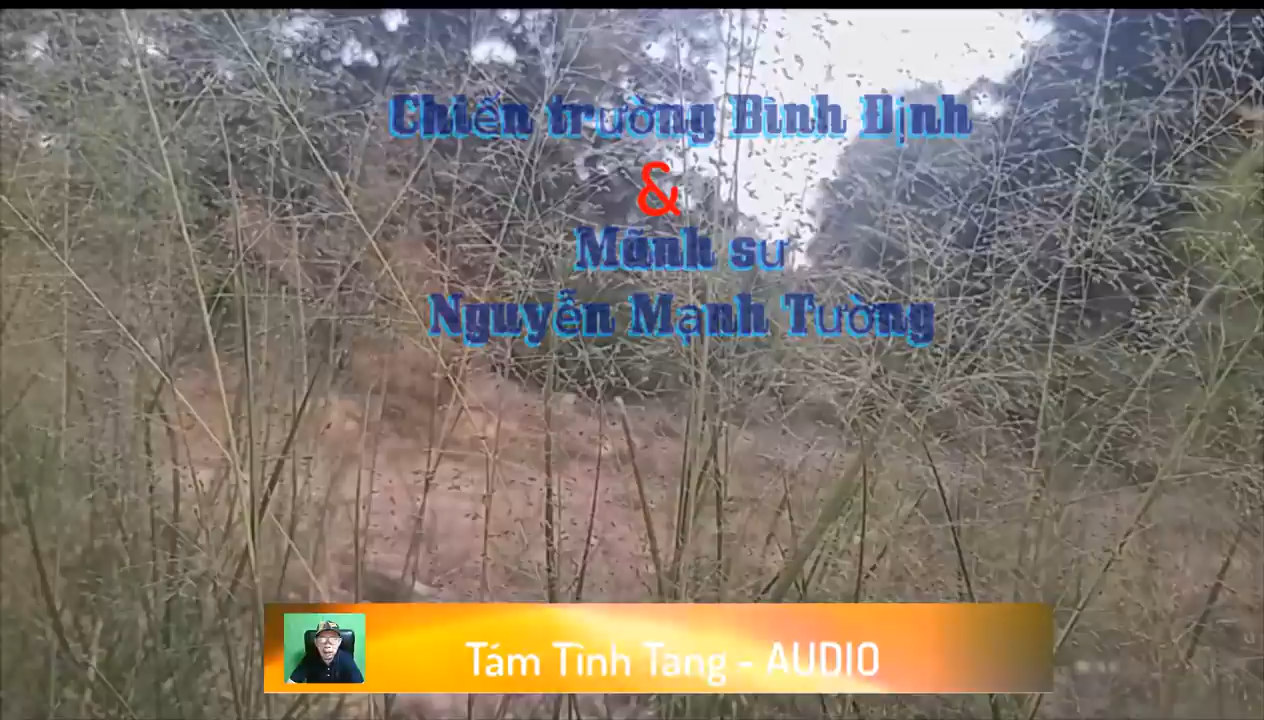 Chiến trường Bình Định
&
Mãnh sư
Nguyễn Mạnh Tường
Tám Tình Tang - AUDIO